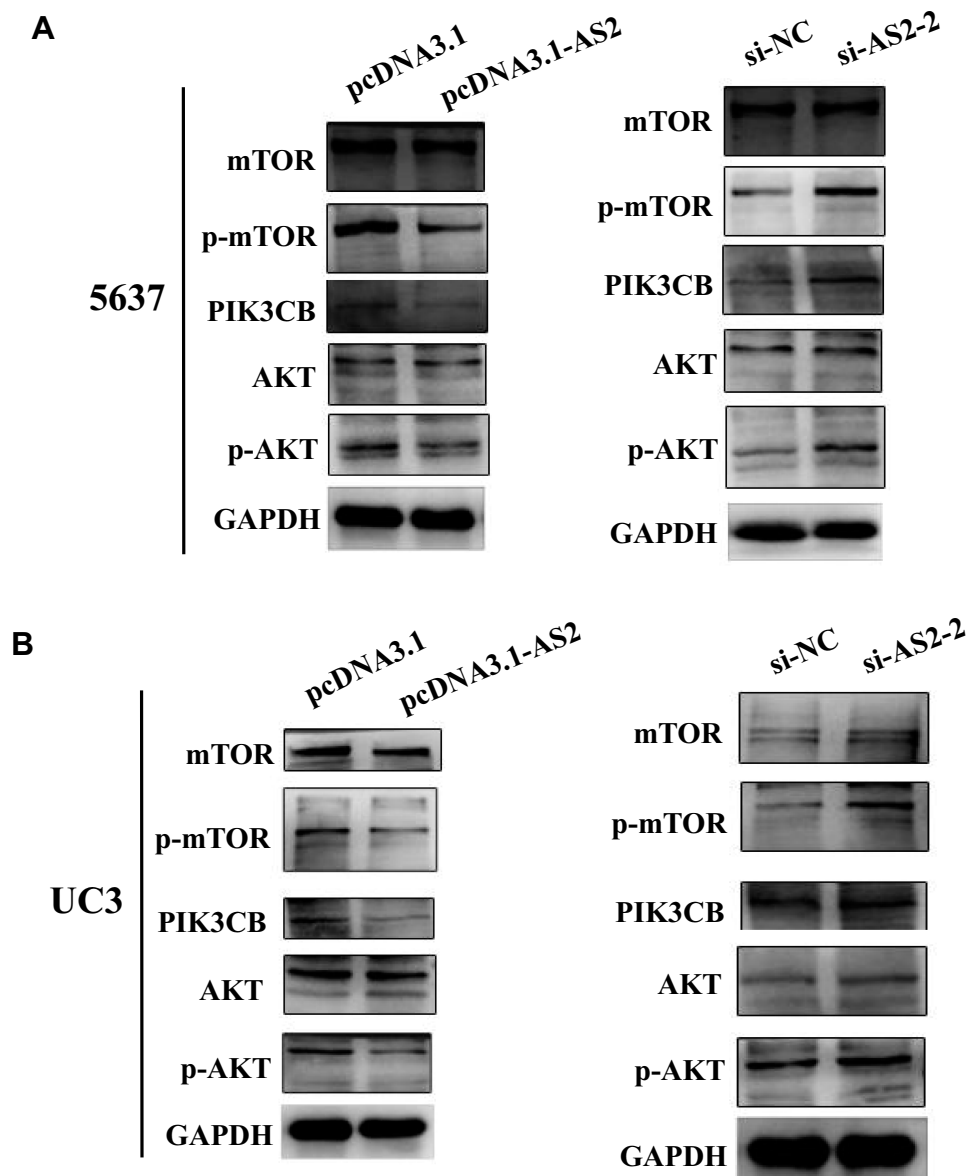 A
pcDNA3.1
pcDNA3.1-AS2
si-NC
si-AS2-2
5637
mTOR
p-mTOR
PIK3CB
AKT
p-AKT
GAPDH
mTOR
p-mTOR
PIK3CB
AKT
p-AKT
GAPDH
B
pcDNA3.1
pcDNA3.1-AS2
si-NC
si-AS2-2
UC3
mTOR
p-mTOR
PIK3CB
AKT
p-AKT
GAPDH
mTOR
p-mTOR
PIK3CB
AKT
p-AKT
GAPDH